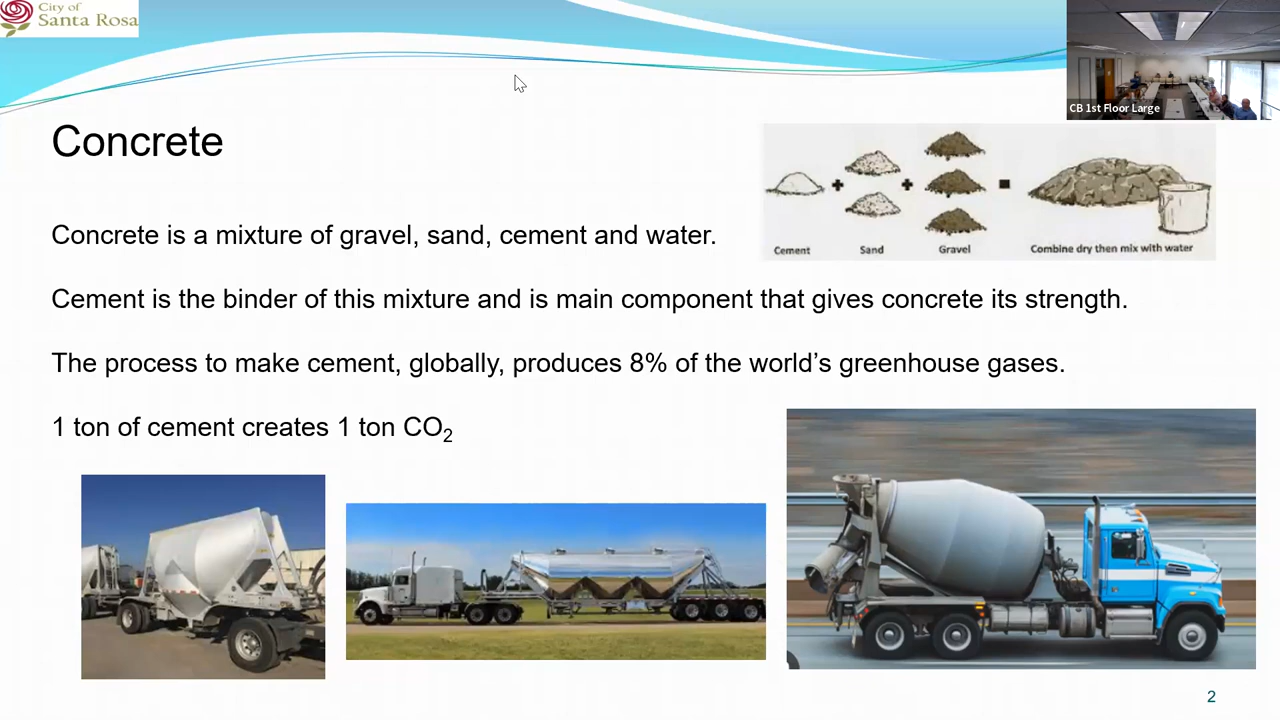 City of
Santa Rosa
CB 1st Floor Large
Concrete
Cement
Sand
Gravel
Combine dry then mix with water
Concrete is a mixture of gravel, sand, cement and water.
Cement is the binder of this mixture and is main component that gives concrete its strength.
The process to make cement, globally, produces 8% of the world’s greenhouse gases.
1 ton of cement creates 1 ton CO₂
2